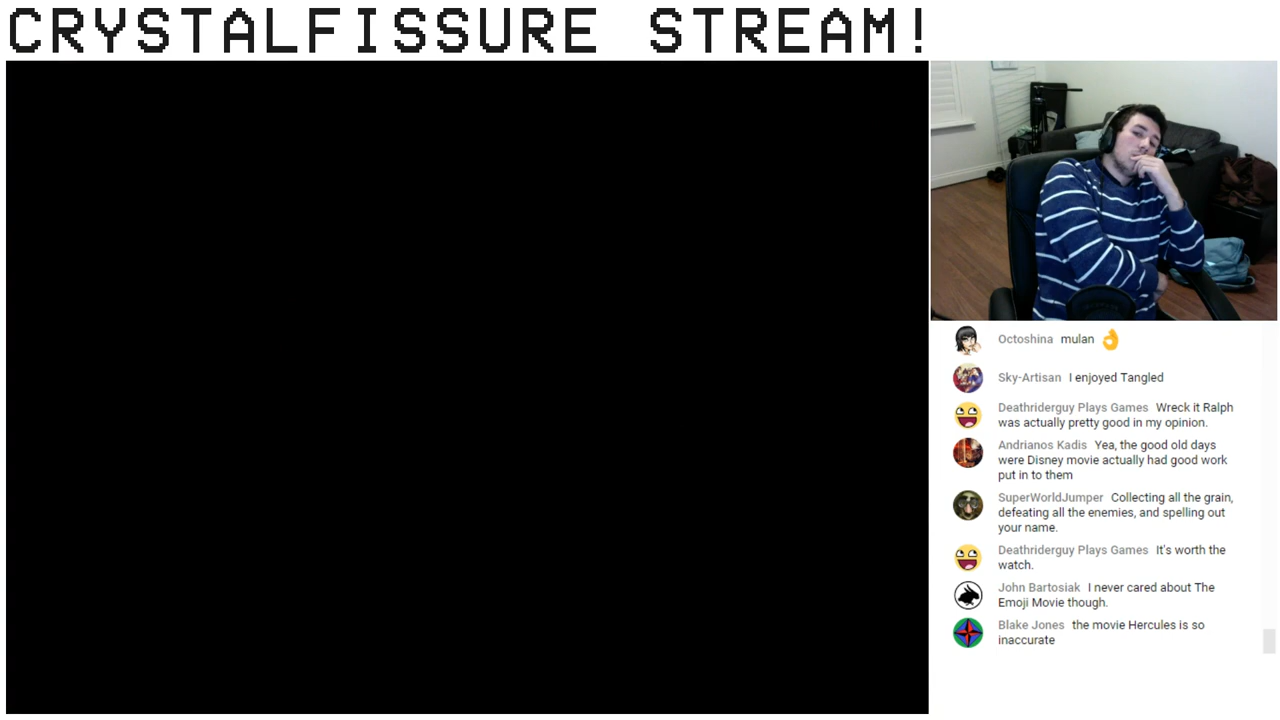 CRYSTALFISSURE STREAM!
Octoshina mulan 👌
Sky-Artisan I enjoyed Tangled
Deathriderguy Plays Games Wreck it Ralph
was actually pretty good in my opinion.
Andrianos Kadis Yea, the good old days
were Disney movie actually had good work
put in to them
SuperWorldJumper Collecting all the grain,
defeating all the enemies, and spelling out
your name.
Deathriderguy Plays Games It's worth the
watch.
John Bartosiak I never cared about The
Emoji Movie though.
Blake Jones the movie Hercules is so
inaccurate